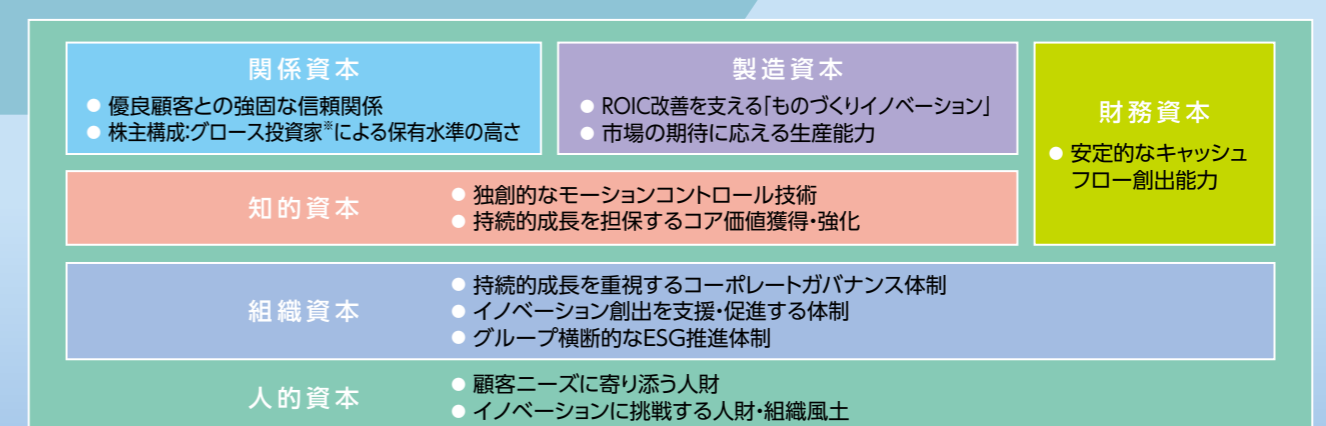 関係資本
● 優良顧客との強固な信頼関係
● 株主構成:グロース投資家※による保有水準の高さ
製造資本
● ROIC改善を支える「ものづくりイノベーション」
● 市場の期待に応える生産能力
財務資本
● 安定的なキャッシュ
フロー創出能力
知的資本
● 独創的なモーションコントロール技術
● 持続的成長を担保するコア価値獲得・強化
組織資本
● 持続的成長を重視するコーポレートガバナンス体制
● イノベーション創出を支援・促進する体制
● グループ横断的なESG推進体制
人的資本
● 顧客ニーズに寄り添う人財
● イノベーションに挑戦する人財・組織風土